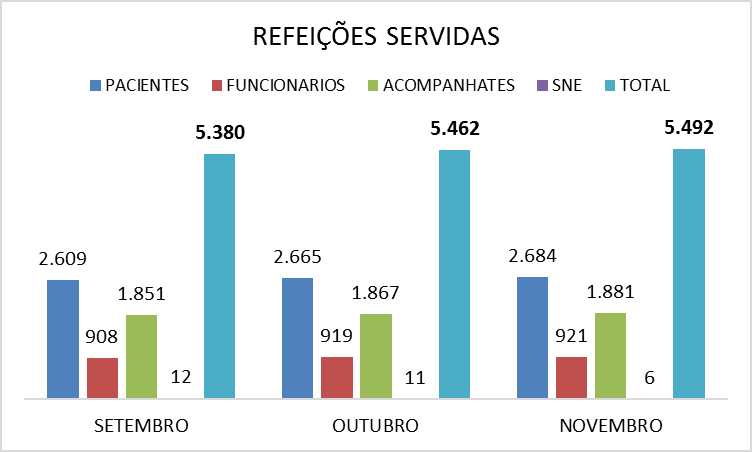 REFEIÇÕES SERVIDAS
PACIENTES FUNCIONARIOS ACOMPANHATES SNE TOTAL
5.380 5.462 5.492
2.609 2.665 2.684
1.851 1.867 1.881
908 919 921
12 11 6
SETEMBRO OUTUBRO NOVEMBRO